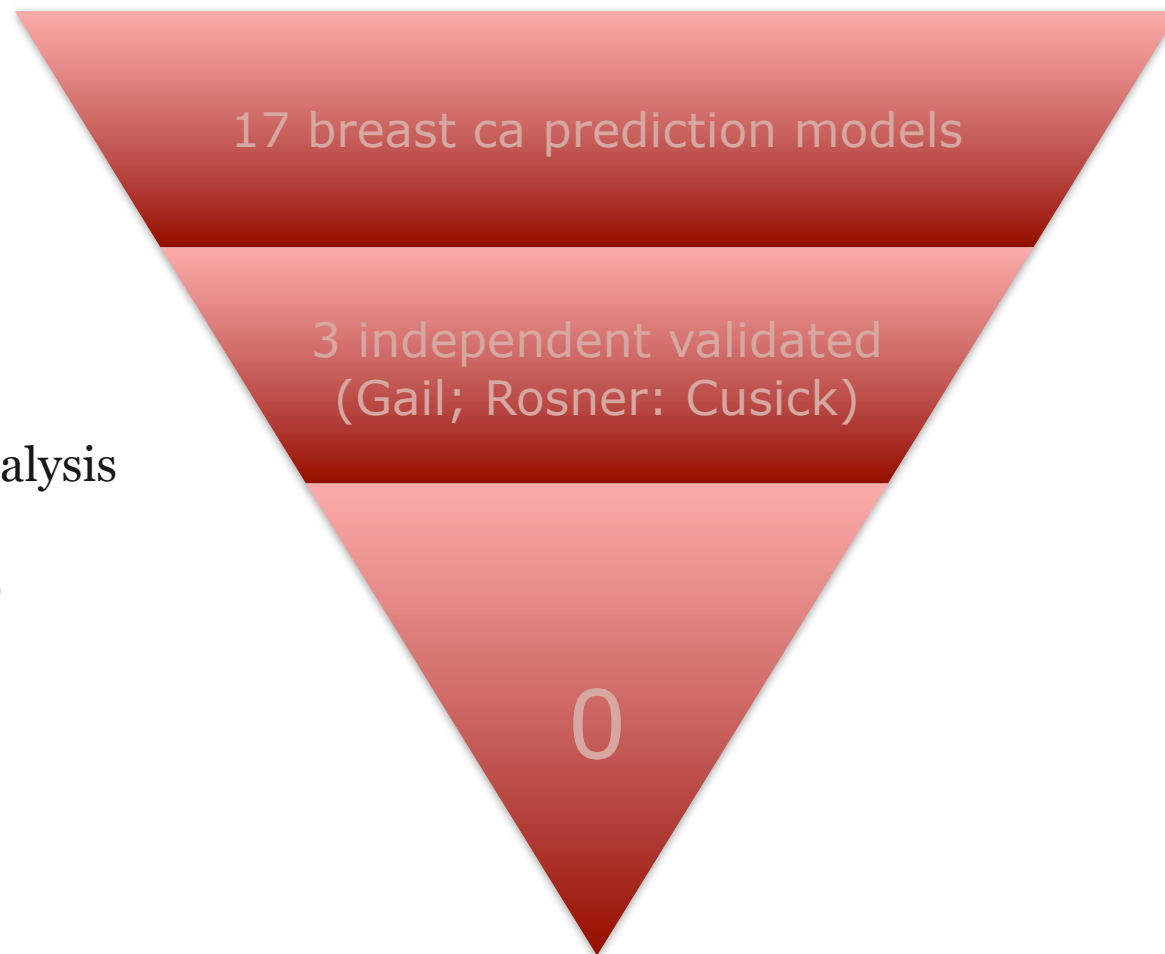 17 breast ca prediction models
3 independent validated
(Gail; Rosner: Cusick)
alysis
0